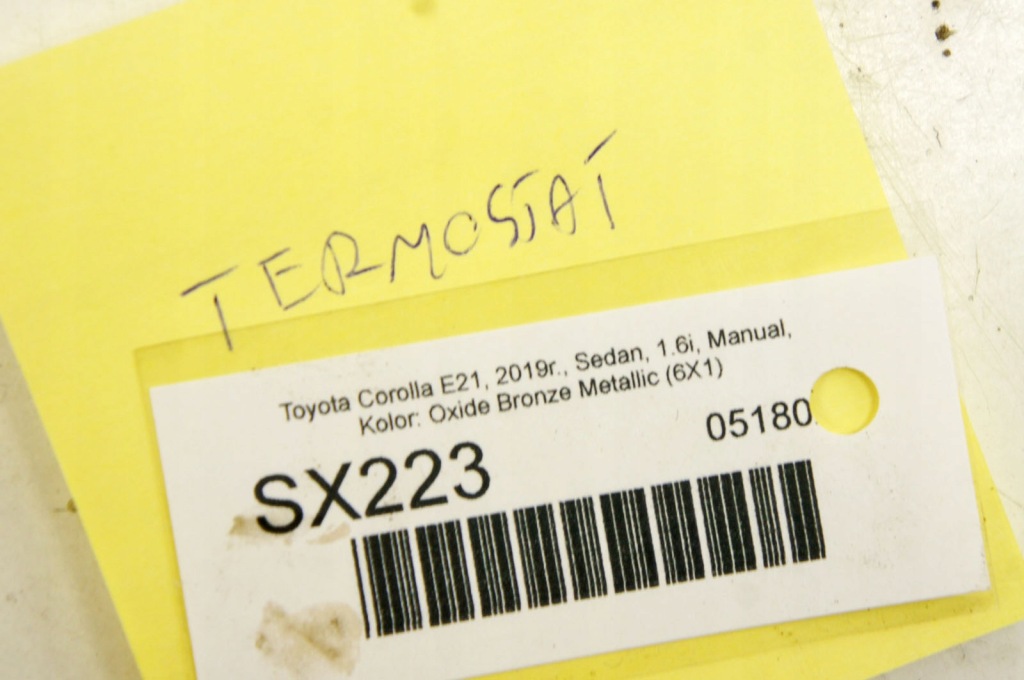 TERMOSTAT
Toyota Corolla E21, 2019r., Sedan, 1.6i, Manual,
Kolor: Oxide Bronze Metallic (6X1)
05180
SX223